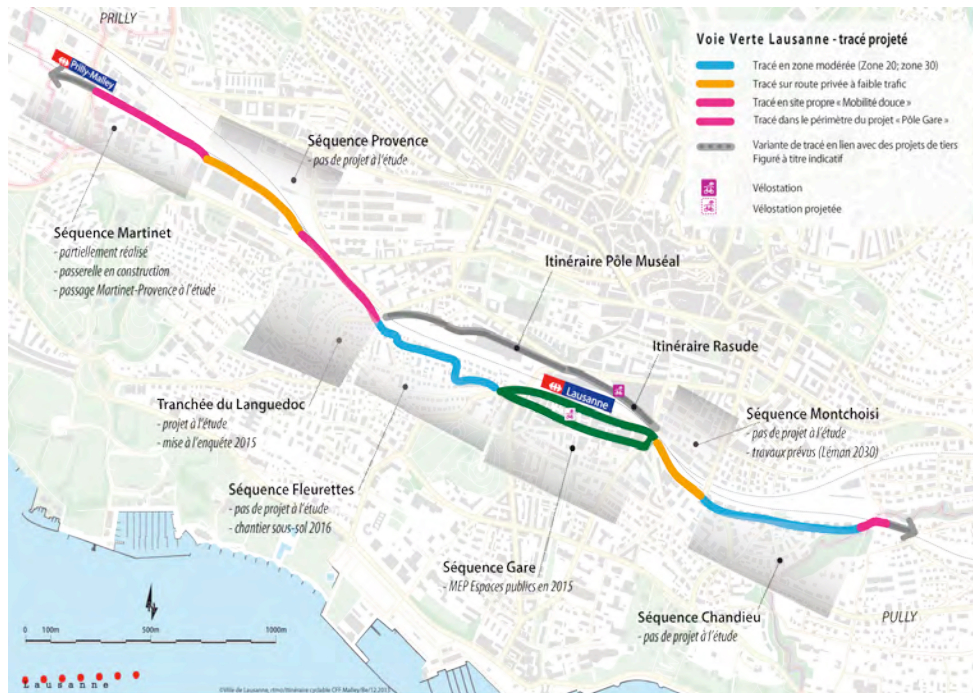 PRILLY
Prilly-Malley
Voie Verte Lausanne - tracé projeté
Tracé en zone modérée (Zone 20; zone 30)
Tracé sur route privée à faible trafic
Tracé en site propre « Mobilité douce »
Tracé dans le périmètre du projet « Pôle Gare »
Variante de tracé en lien avec des projets de tiers
Figuré à titre indicatif
Vélostation
Vélostation projetée
Séquence Provence
- pas de projet à l'étude
Séquence Martinet
- partiellement réalisé
- passerelle en construction
- passage Martinet-Provence à l'étude
Itinéraire Pôle Muséal
Itinéraire Rasude
Lausanne
Tranchée du Languedoc
- projet à l'étude
- mise à l'enquête 2015
Séquence Montchoisi
- pas de projet à l'étude
- travaux prévus (Léman 2030)
Séquence Fleurettes
- pas de projet à l'étude
- chantier sous-sol 2016
Séquence Gare
- MEP Espaces publics en 2015
Séquence Chandieu
- pas de projet à l'étude
PULLY
0 100m 500m 1000m
Lausanne